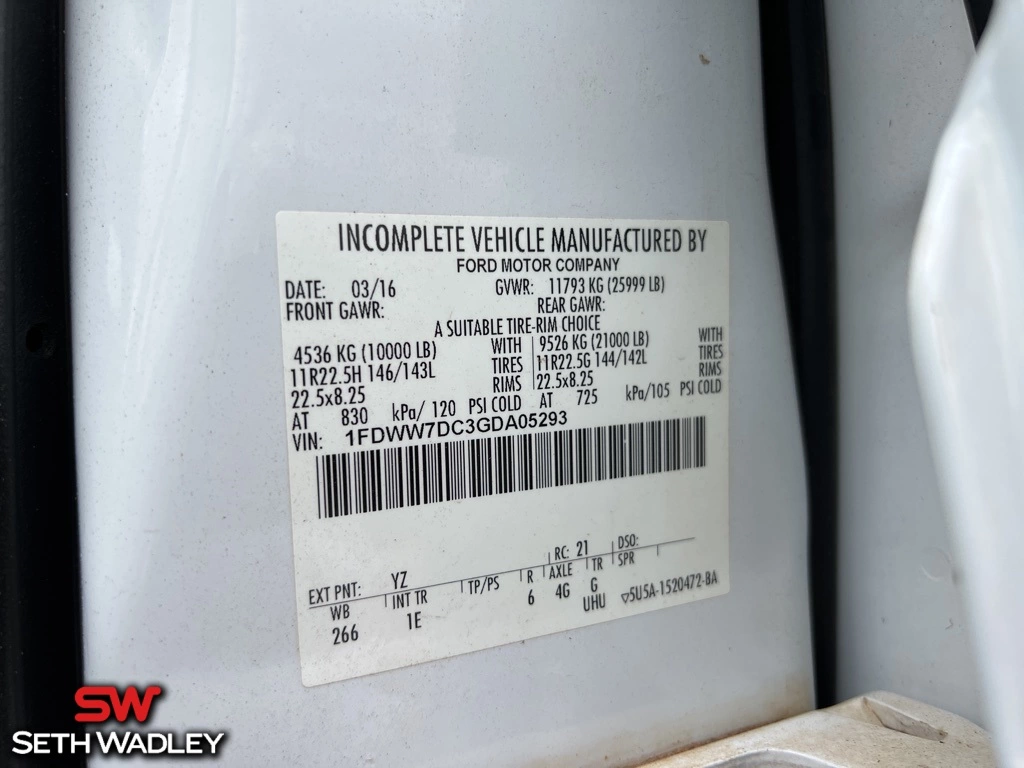 INCOMPLETE VEHICLE MANUFACTURED BY
FORD MOTOR COMPANY
DATE: 03/16 GVWR: 11793 KG (25999 LB)
FRONT GAWR: REAR GAWR:
A SUITABLE TIRE-RIM CHOICE
4536 KG (10000 LB) WITH 9526 KG (21000 LB) WITH
11R22.5H 146/143L TIRES 11R22.5G 144/142L TIRES
22.5x8.25 RIMS 22.5x8.25 RIMS
AT 830 kPa/ 120 PSI COLD AT 725 kPa/105 PSI COLD
VIN: 1FDWW7DC3GDA05293
EXT PNT: YZ RC: 21 DSO:
WB INT TR TP/PS R AXLE TR SPR
266 1E 6 4G G
UHU ▽5U5A-1520472-BA
SW
SETH WADLEY